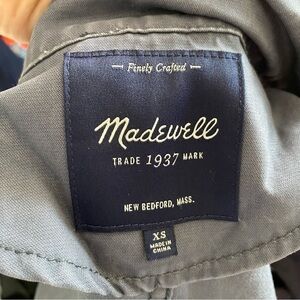 Finely Crafted
Madewell
TRADE 1937 MARK
NEW BEDFORD, MASS.
XS
MADE IN
CHINA